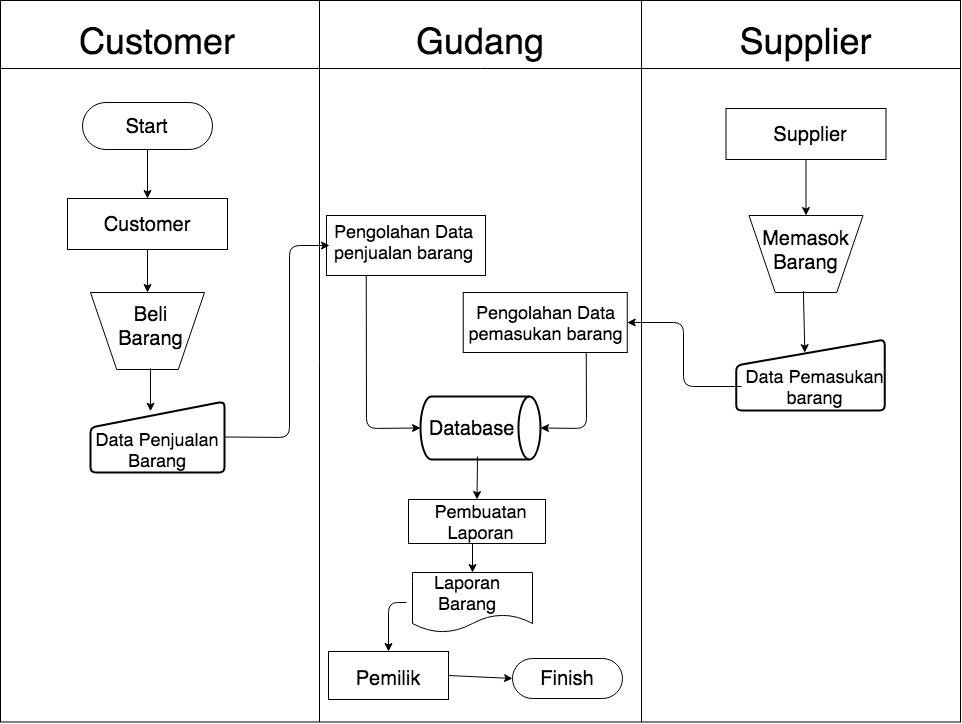 Customer
Gudang
Supplier
Start
Customer
Beli
Barang
Data Penjualan
Barang
Pengolahan Data
penjualan barang
Pengolahan Data
pemasukan barang
Database
Pembuatan
Laporan
Laporan
Barang
Pemilik
Finish
Supplier
Memasok
Barang
Data Pemasukan
barang